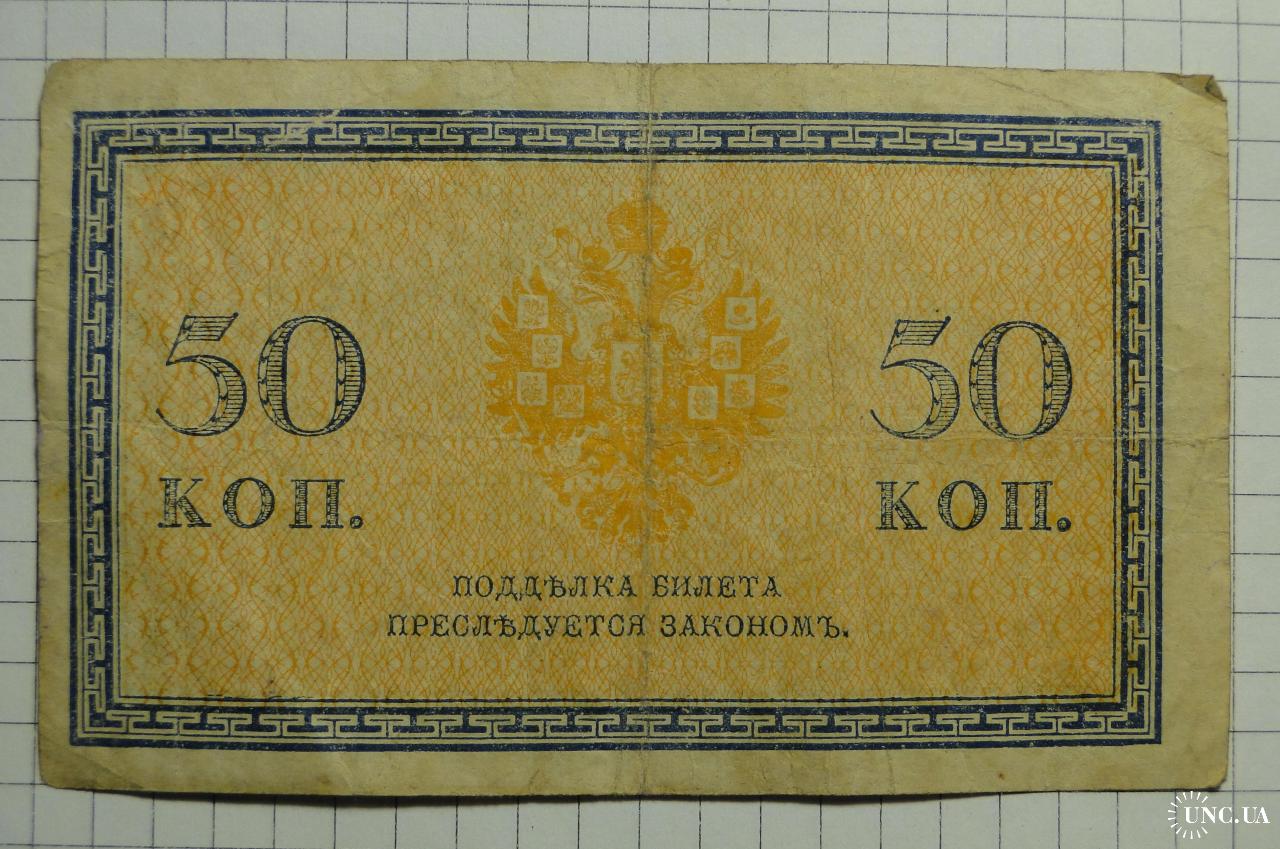 50 50
КОП. КОП.
ПОДДѢЛКА БИЛЕТА
ПРЕСЛѢДУЕТСЯ ЗАКОНОМЪ.
UNC.UA